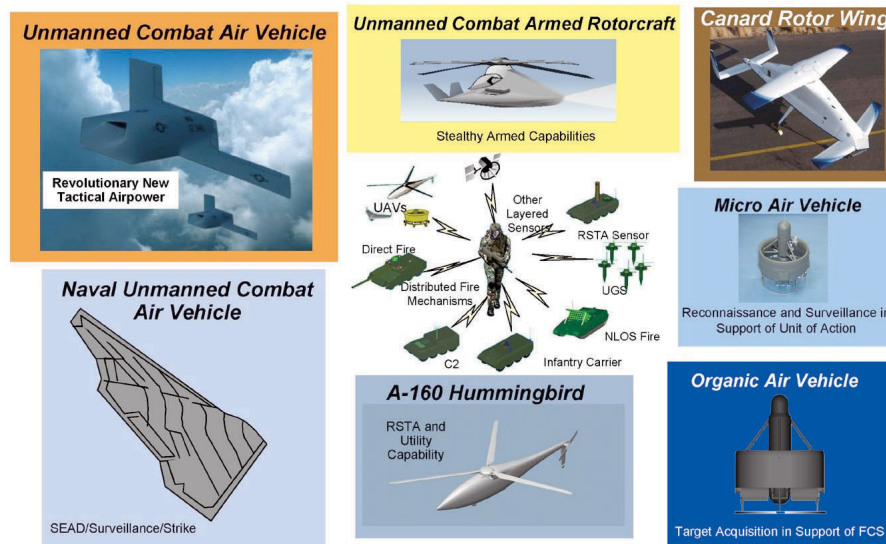 Unmanned Combat Air Vehicle
Revolutionary New
Tactical Airpower
Unmanned Combat Armed Rotorcraft
Stealthy Armed Capabilities
Canard Rotor Wing
UAVs
Other
Layered
Sensors
RSTA Sensor
Direct Fire
Distributed Fire
Mechanisms
UGS
NLOS Fire
C2
Infantry Carrier
Micro Air Vehicle
Reconnaissance and Surveillance in
Support of Unit of Action
Naval Unmanned Combat
Air Vehicle
SEAD/Surveillance/Strike
A-160 Hummingbird
RSTA and
Utility
Capability
Organic Air Vehicle
Target Acquisition in Support of FCS